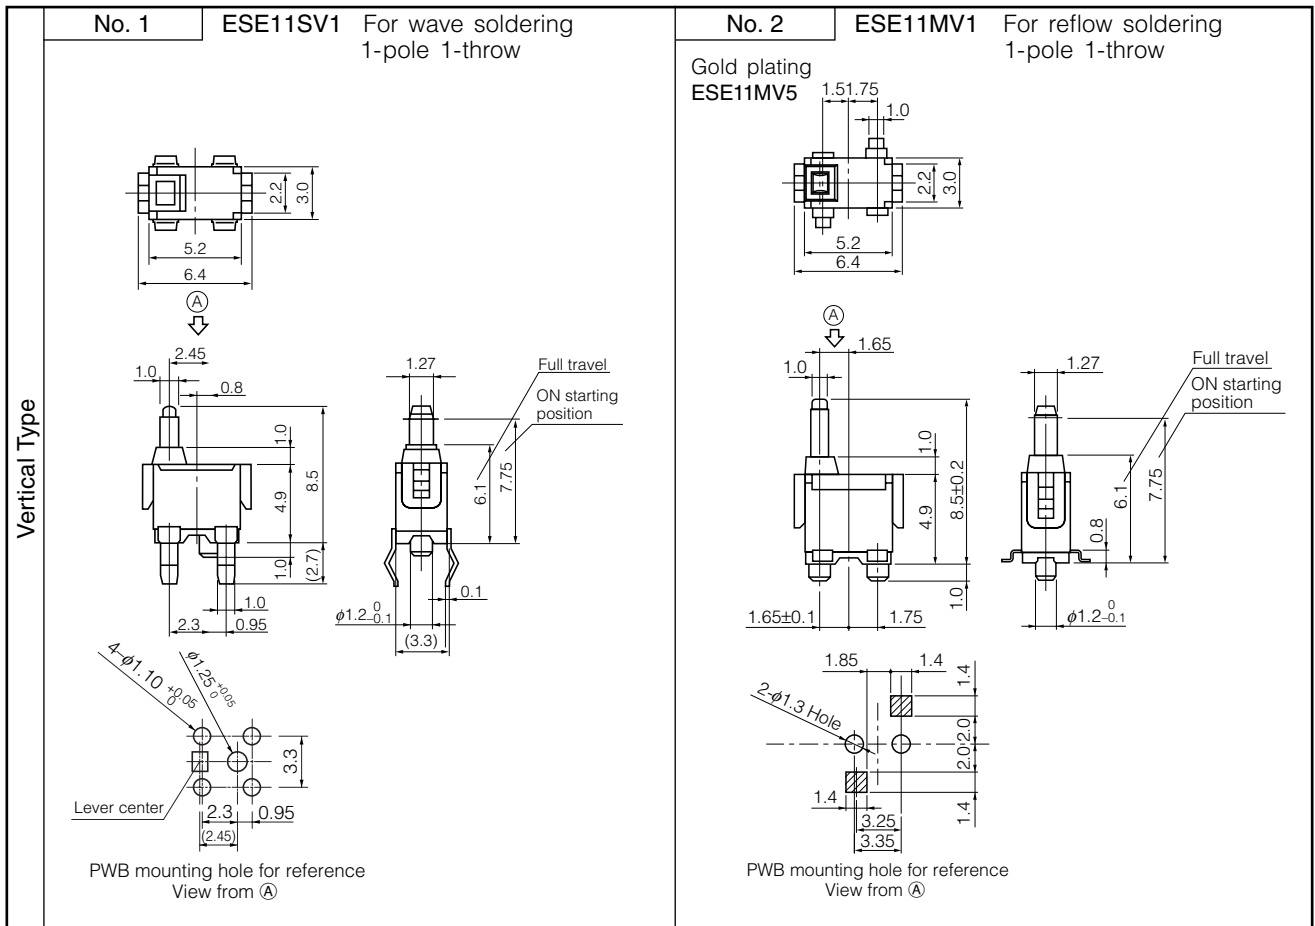 Vertical Type
No. 1
ESE11SV1 For wave soldering
1-pole 1-throw
2.2
3.0
5.2
6.4
A
2.45
1.0
0.8
1.0
4.9
8.5
1.0
(2.7)
1.0
2.3
0.95
1.27
Full travel
ON starting
position
6.1
7.75
0.1
ϕ1.2 0 –0.1
(3.3)
4-ϕ1.10 +0.05 0
ϕ1.25 +0.05 0
3.3
Lever center
2.3
0.95
(2.45)
PWB mounting hole for reference
View from Ⓐ
No. 2
ESE11MV1 For reflow soldering
1-pole 1-throw
Gold plating
ESE11MV5
1.5
1.75
1.0
2.2
3.0
5.2
6.4
A
1.65
1.0
1.0
4.9
8.5±0.2
1.0
1.65±0.1
1.75
1.27
Full travel
ON starting
position
6.1
7.75
0.8
ϕ1.2 0 –0.1
1.85
1.4
1.4
2-ϕ1.3 Hole
2.0
2.0
1.4
1.4
3.25
3.35
PWB mounting hole for reference
View from Ⓐ